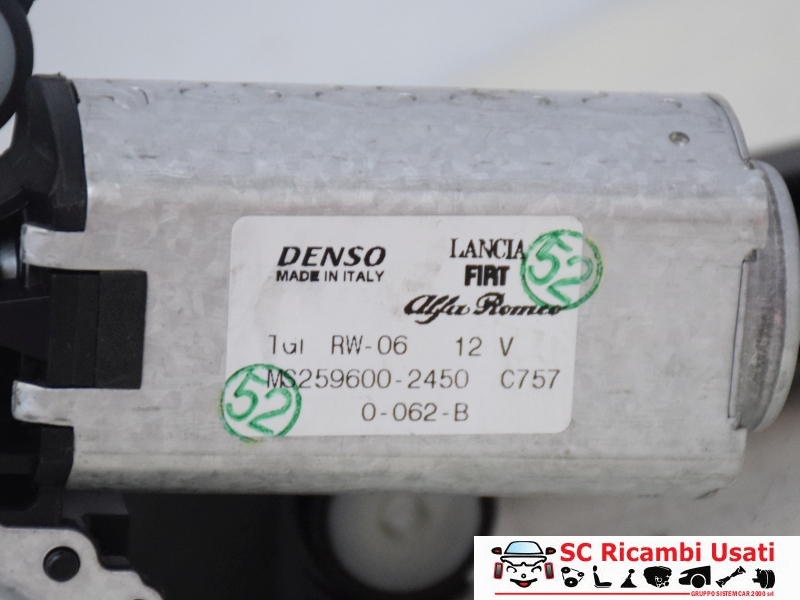 DENSO
MADE IN ITALY
LANCIA
FIAT
Alfa Romeo
52
TGI RW-06 12 V
MS259600-2450 C757
52
0-062-B
SC Ricambi Usati
GRUPPO SISTEMCAR 2000 srl